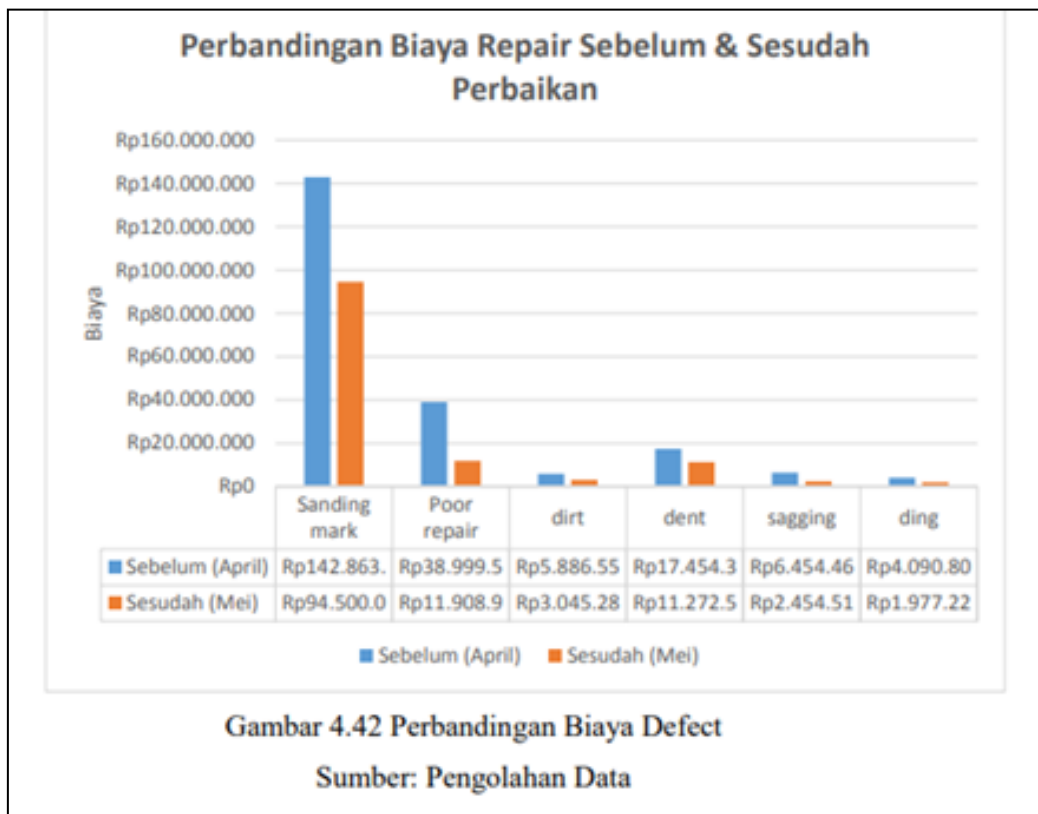 Perbandingan Biaya Repair Sebelum & Sesudah
Perbaikan
Rp160.000.000
Rp140.000.000
Rp120.000.000
Rp100.000.000
Rp80.000.000
Rp60.000.000
Rp40.000.000
Rp20.000.000
Rp0
Biaya
Sanding mark Poor repair dirt dent sagging ding
Sebelum (April) Rp142.863. Rp38.999.5 Rp5.886.55 Rp17.454.3 Rp6.454.46 Rp4.090.80
Sesudah (Mei) Rp94.500.0 Rp11.908.9 Rp3.045.28 Rp11.272.5 Rp2.454.51 Rp1.977.22
Sebelum (April) Sesudah (Mei)
Gambar 4.42 Perbandingan Biaya Defect
Sumber: Pengolahan Data